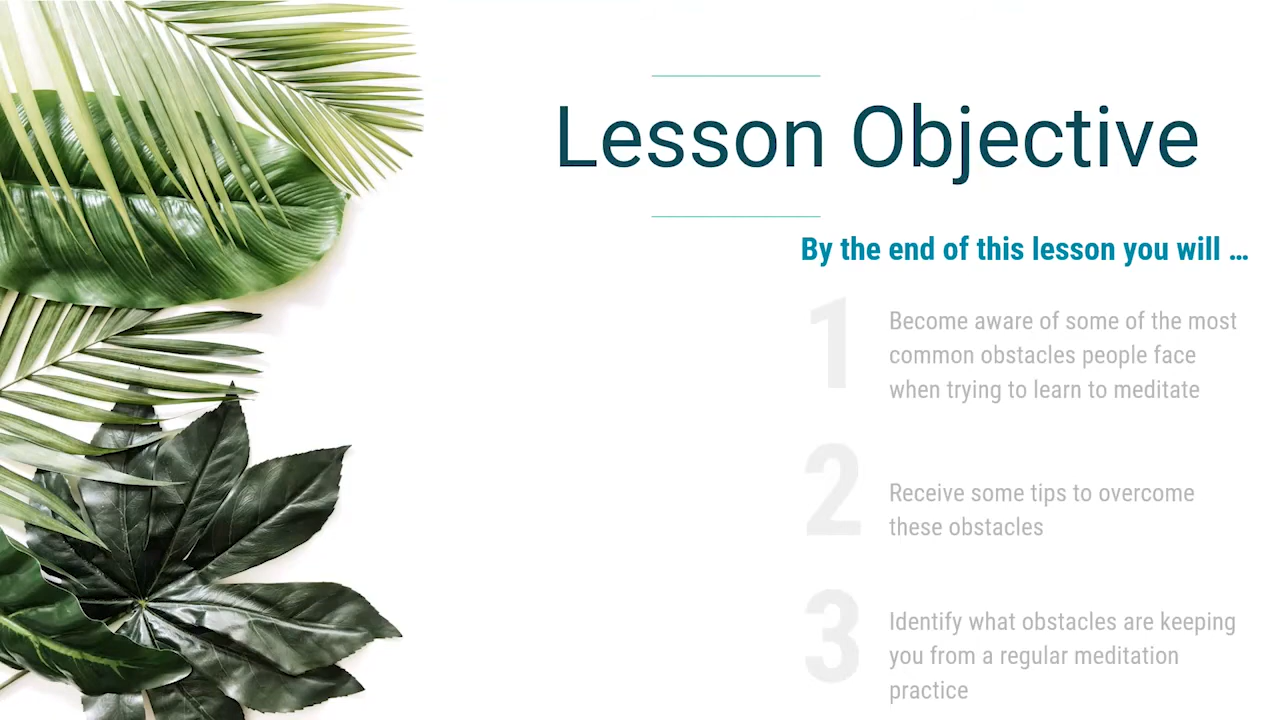 Lesson Objective
By the end of this lesson you will ...
1
Become aware of some of the most
common obstacles people face
when trying to learn to meditate
2
Receive some tips to overcome
these obstacles
3
Identify what obstacles are keeping
you from a regular meditation
practice